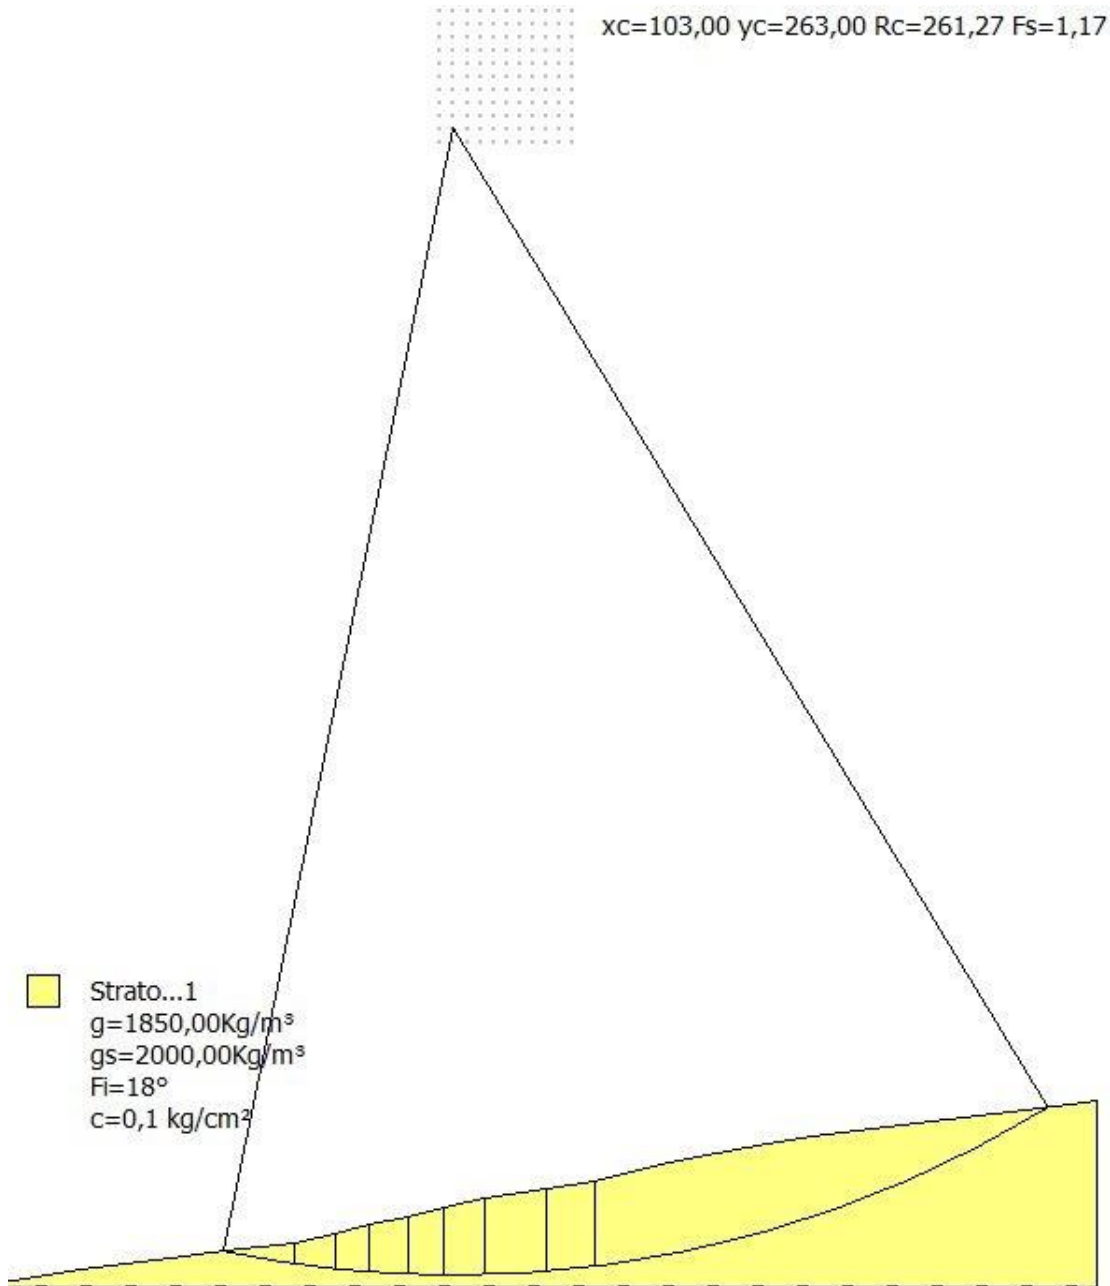 xc=103,00 yc=263,00 Rc=261,27 Fs=1,17
Strato...1
g=1850,00Kg/m³
gs=2000,00Kg/m³
Fi=18°
c=0,1 kg/cm²